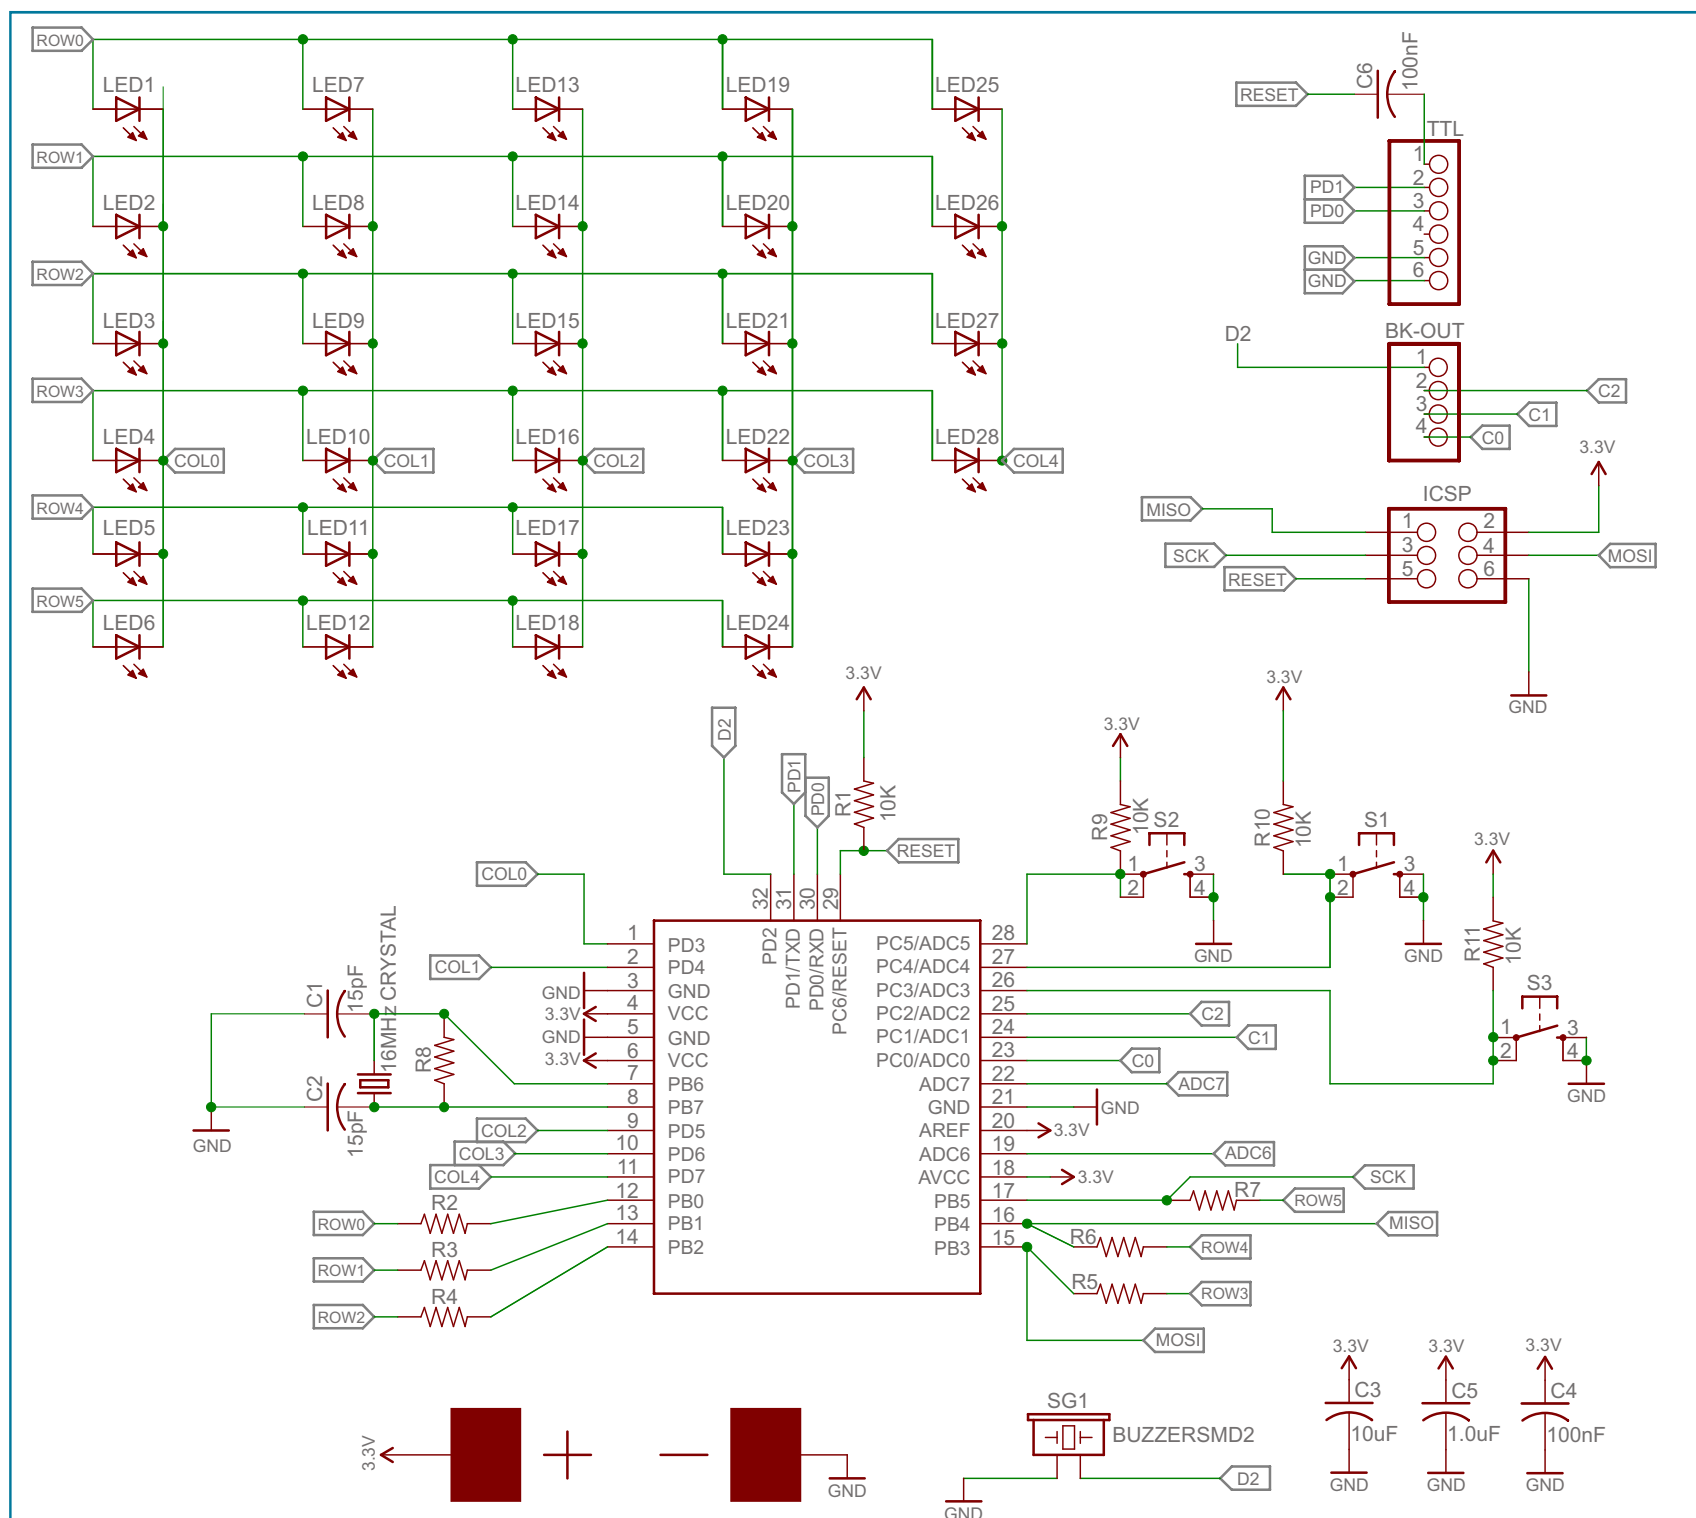 ROW0
LED1 LED7 LED13 LED19 LED25
ROW1
LED2 LED8 LED14 LED20 LED26
ROW2
LED3 LED9 LED15 LED21 LED27
ROW3
LED4 LED10 LED16 LED22 LED28
COL0 COL1 COL2 COL3 COL4
ROW4
LED5 LED11 LED17 LED23
ROW5
LED6 LED12 LED18 LED24
RESET C6 100nF
TTL
1
PD1 2
PD0 3
4
GND 5
GND 6
BK-OUT
D2 1
2 C2
3 C1
4 C0
3.3V
ICSP
MISO 1 2
SCK 3 4 MOSI
RESET 5 6
GND
3.3V
D2 PD1 PD0 R1 10K
RESET
32 31 30 29
PD2 PD1/TXD PD0/RXD PC6/RESET
3.3V
R9 10K S2
1 3
2 4
GND
3.3V
R10 10K S1
1 3
2 4
GND
3.3V
R11 10K S3
1 3
2 4
GND
COL0 1 PD3
COL1 2 PD4
GND 3 GND
3.3V 4 VCC
GND 5 GND
3.3V 6 VCC
7 PB6
8 PB7
COL2 9 PD5
COL3 10 PD6
COL4 11 PD7
12 PB0
13 PB1
14 PB2
C1 15pF
16MHz CRYSTAL
R8
C2 15pF
GND
ROW0 R2
ROW1 R3
ROW2 R4
PC5/ADC5 28
PC4/ADC4 27
PC3/ADC3 26
PC2/ADC2 25 C2
PC1/ADC1 24 C1
PC0/ADC0 23 C0
ADC7 22 ADC7
GND 21 GND
AREF 20 3.3V
ADC6 19 ADC6
AVCC 18 3.3V
SCK
PB5 17 R7 ROW5
PB4 16 MISO
PB3 15 R6 ROW4
R5 ROW3
MOSI
3.3V
GND
SG1
BUZZERSMD2
D2
GND
3.3V 3.3V 3.3V
C3 C5 C4
10uF 1.0uF 100nF
GND GND GND